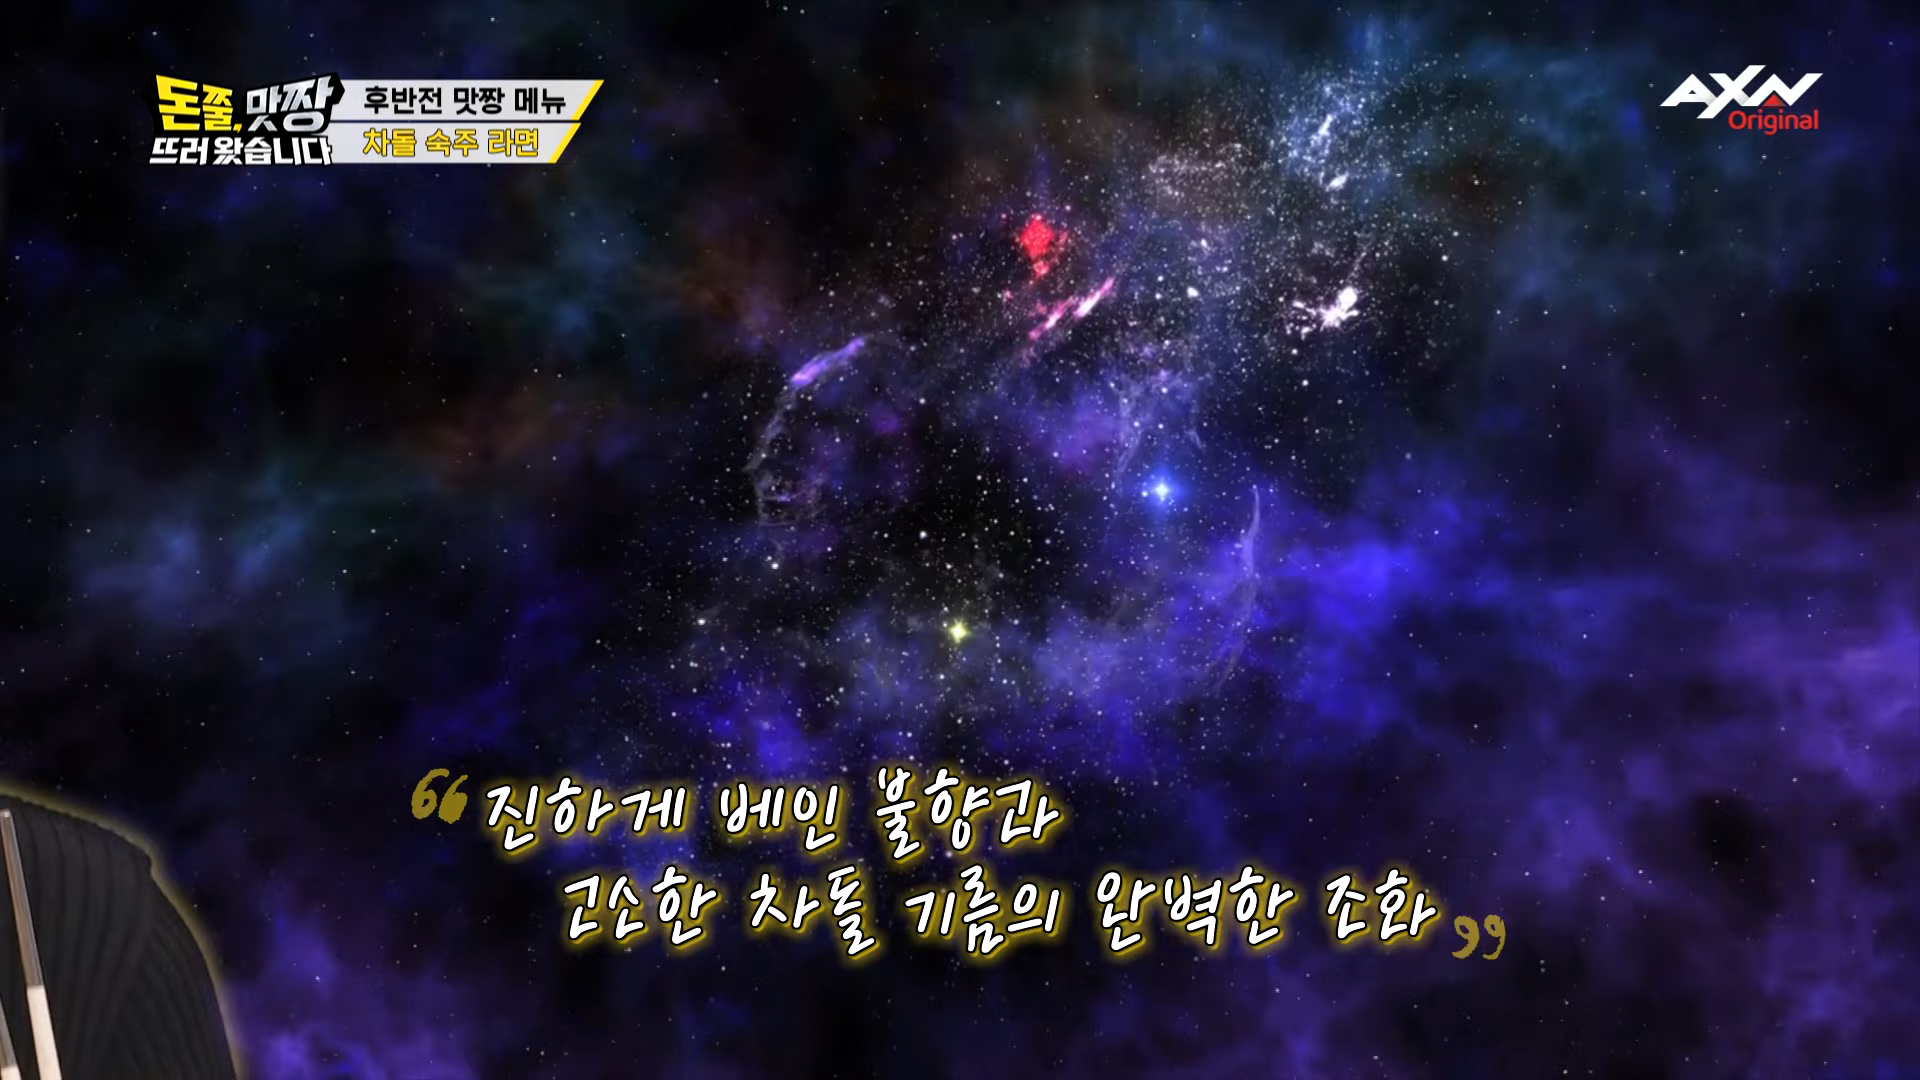 돈쭐, 맛짱
뜨러 왔습니다
후반전 맛짱 메뉴
차돌 숙주 라면
AXN
Original
“진하게 베인 불향과
고소한 차돌 기름의 완벽한 조화”